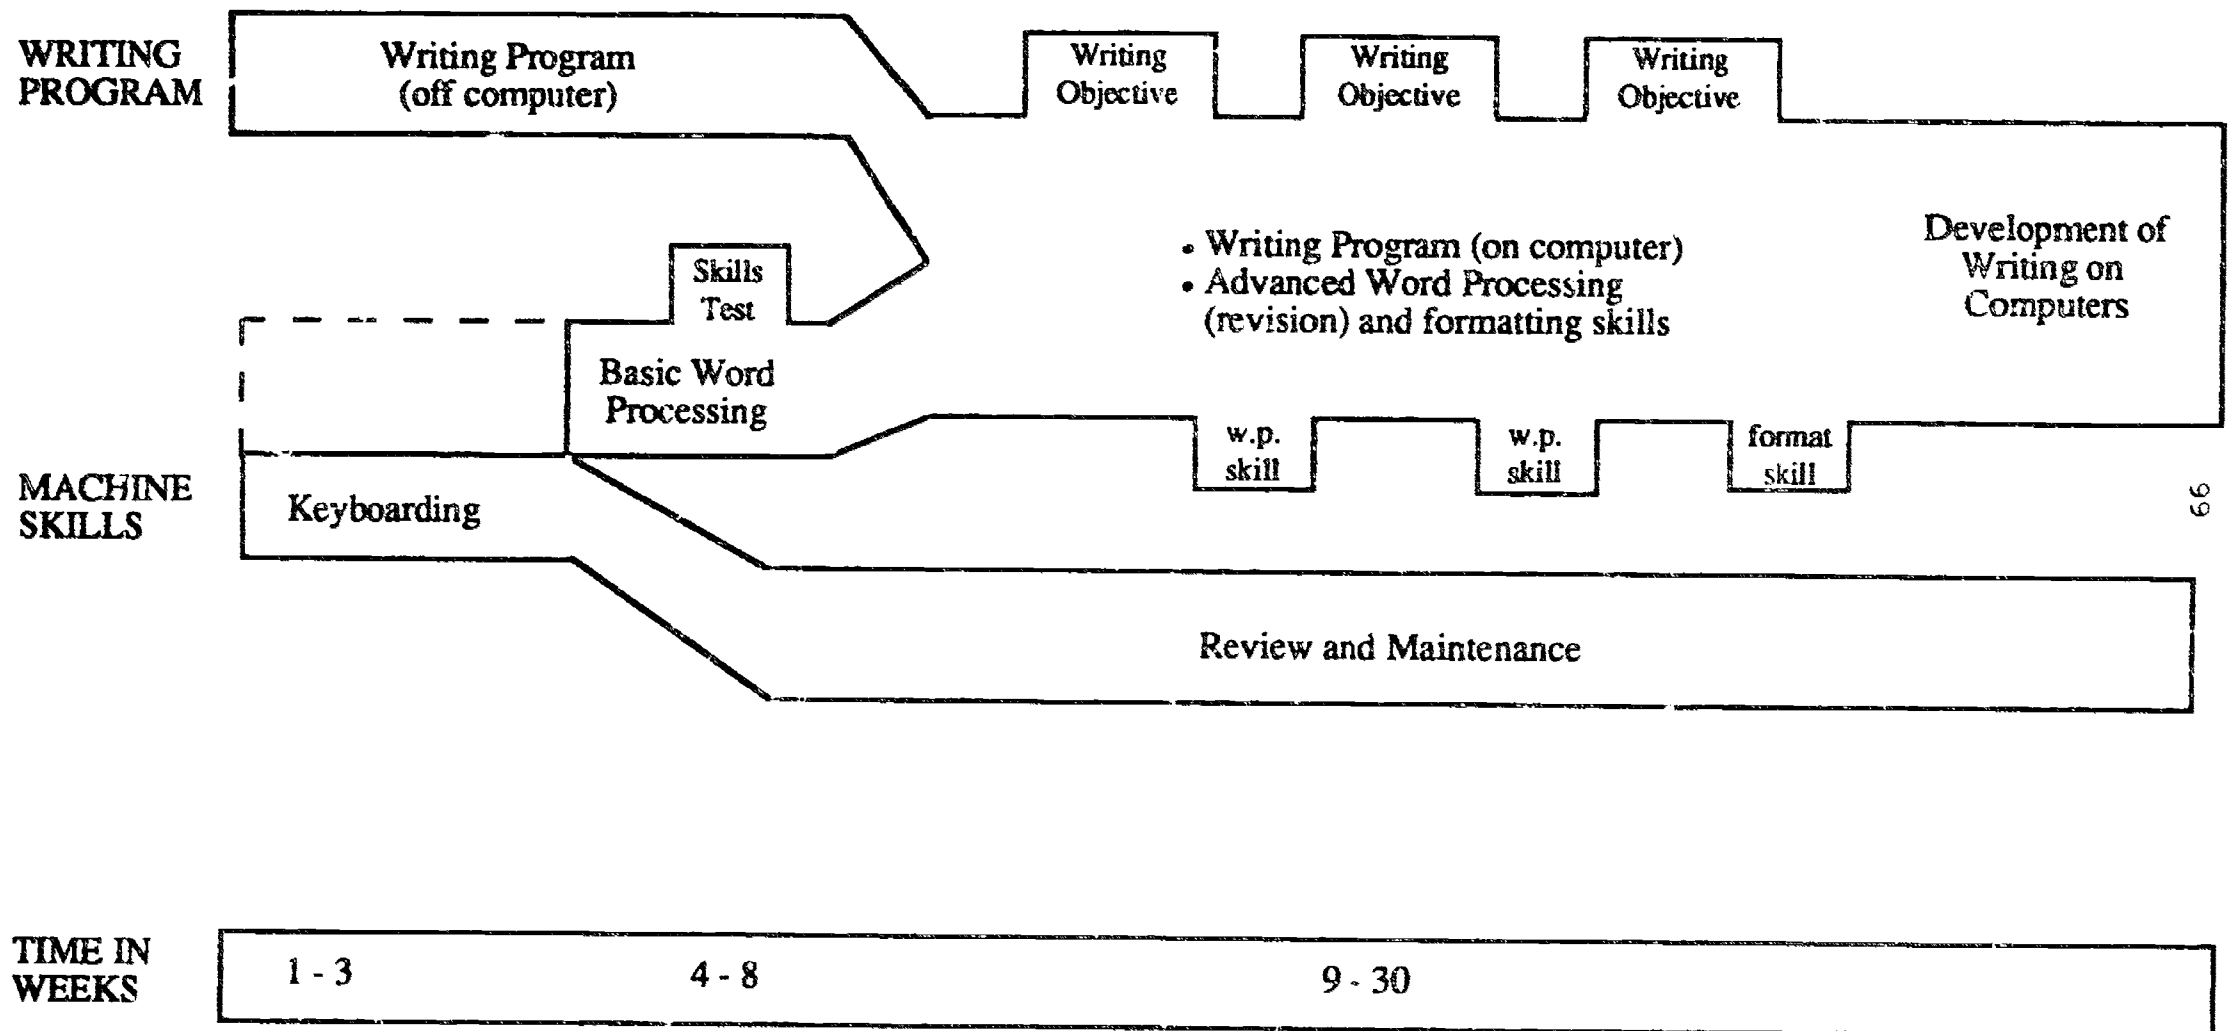 WRITING
PROGRAM
Writing Program
(off computer)
Writing
Objective
Writing
Objective
Writing
Objective
Skills
Test
Basic Word
Processing
• Writing Program (on computer)
• Advanced Word Processing
(revision) and formatting skills
Development of
Writing on
Computers
w.p.
skill
w.p.
skill
format
skill
MACHINE
SKILLS
Keyboarding
66
Review and Maintenance
TIME IN
WEEKS
1 - 3
4 - 8
9 - 30